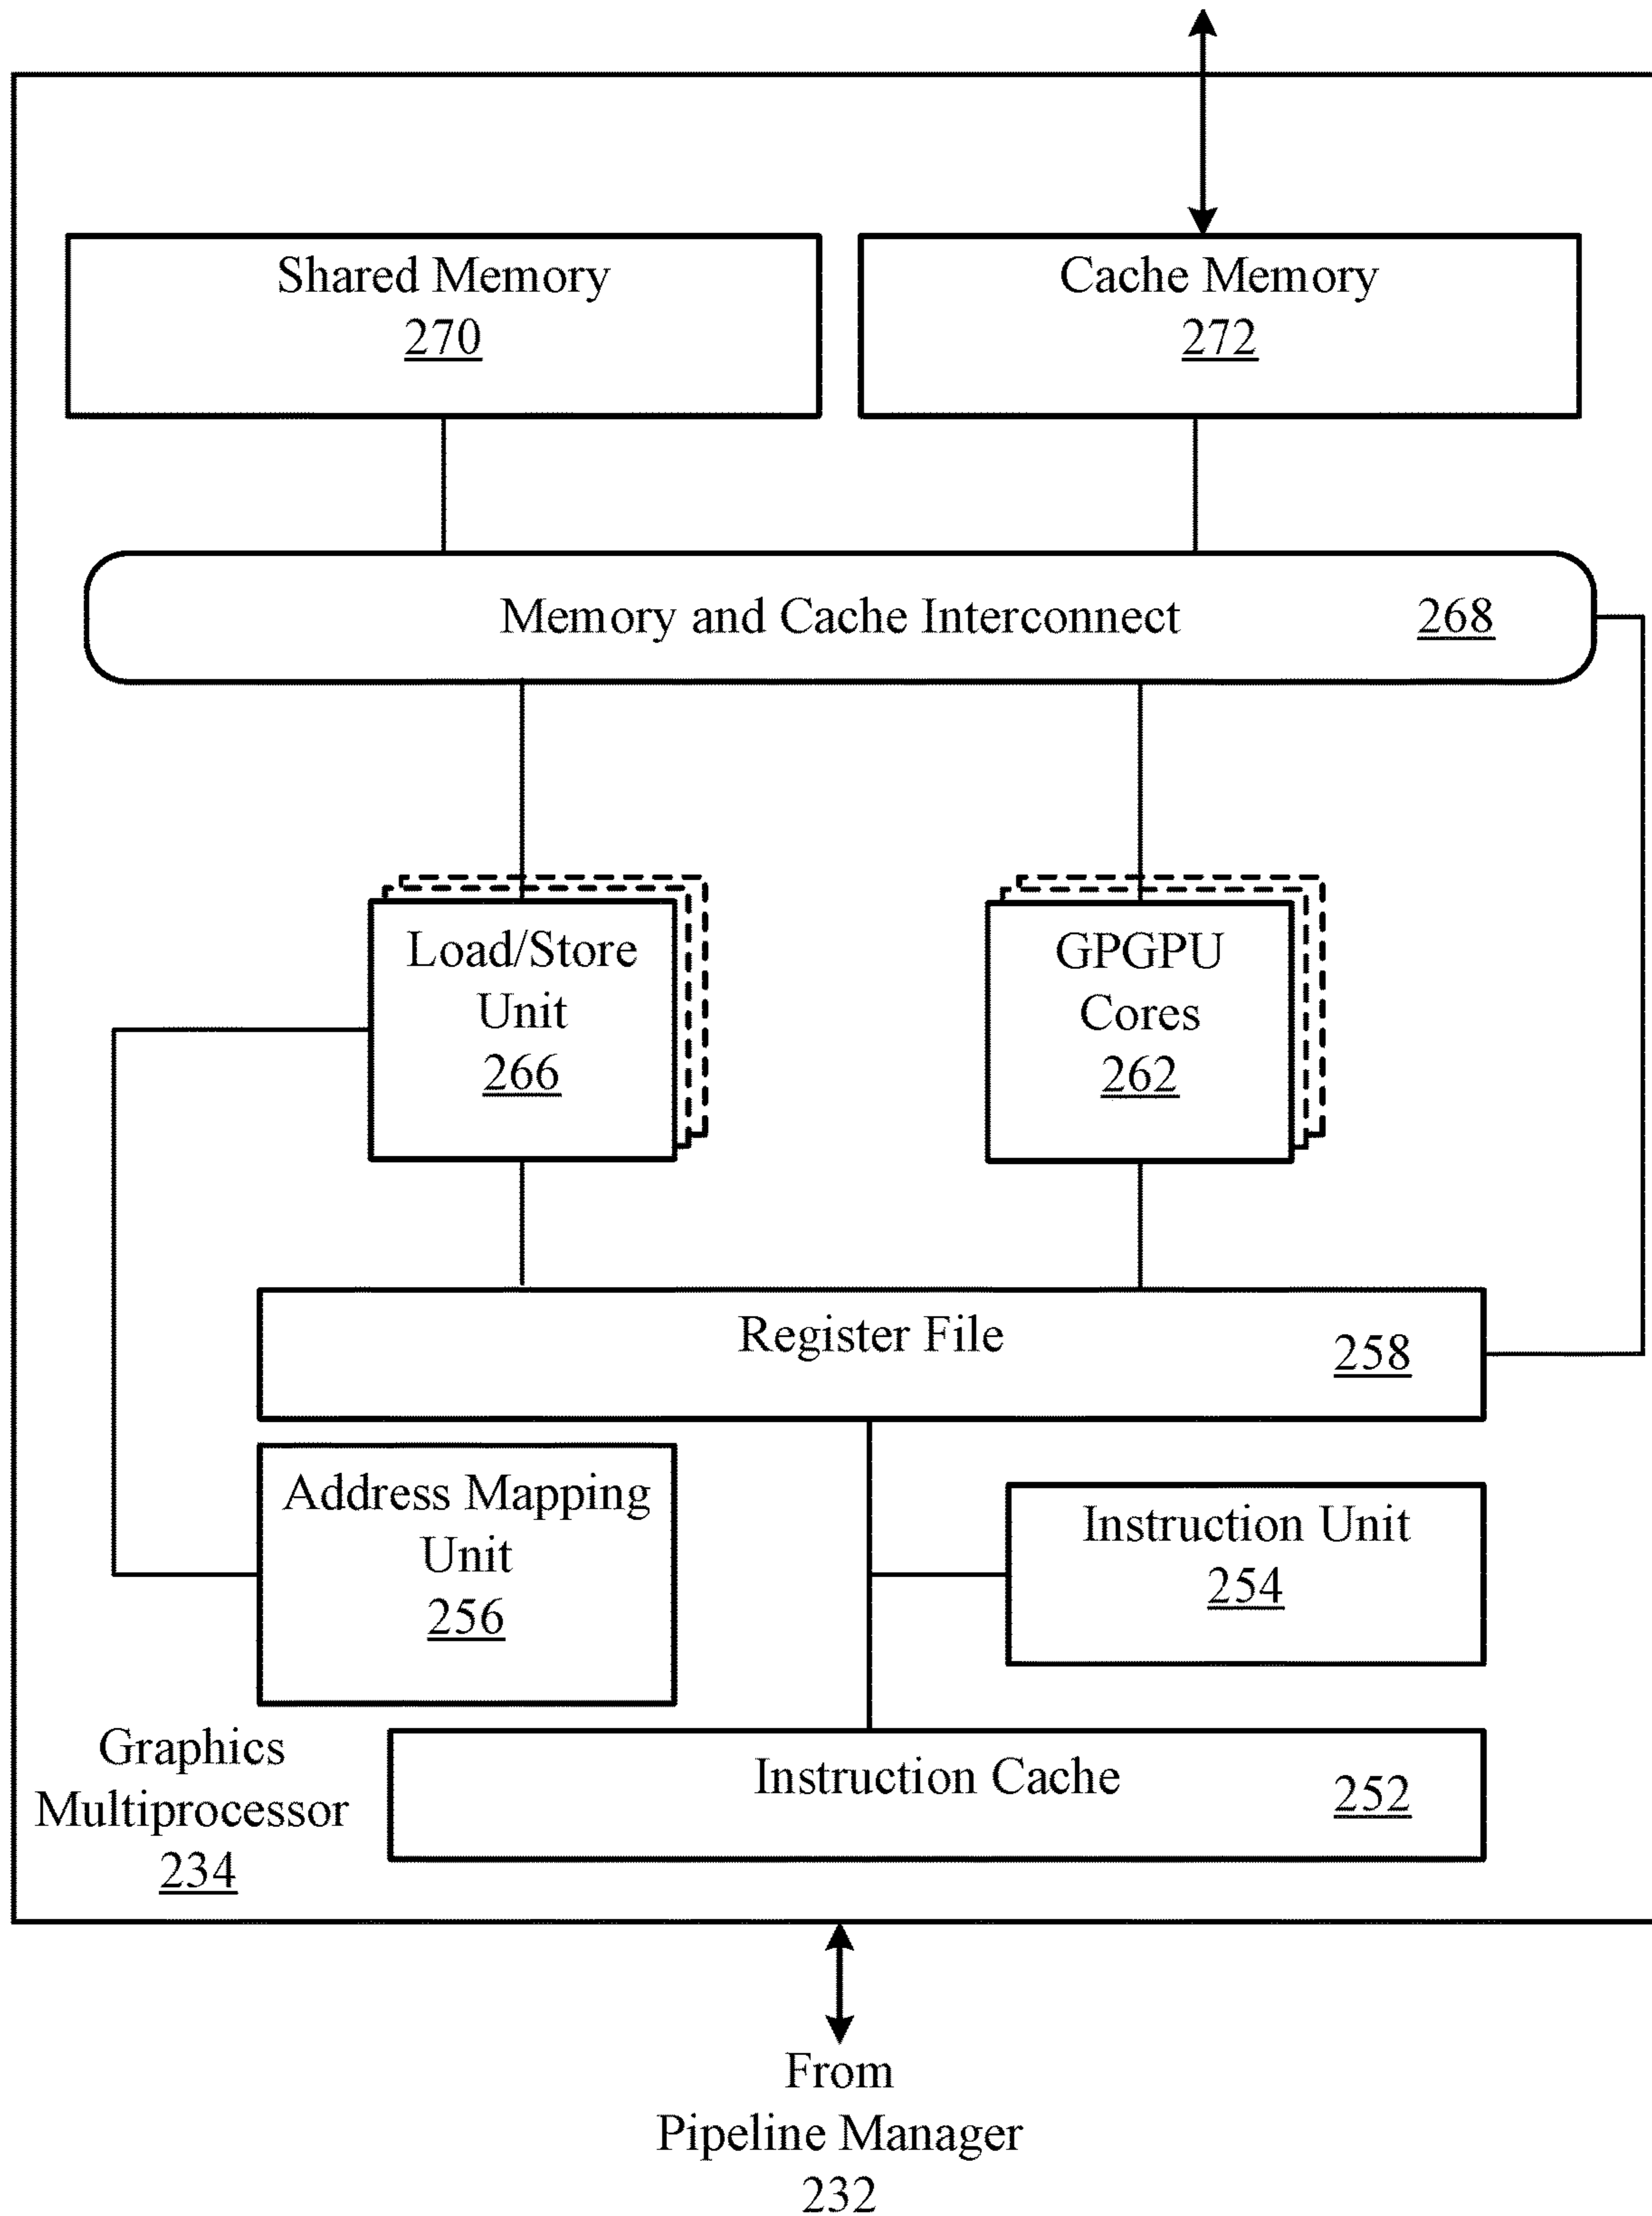 Shared Memory
270
Cache Memory
272
Memory and Cache Interconnect 268
Load/Store
Unit
266
GPGPU
Cores
262
Register File 258
Address Mapping
Unit
256
Instruction Unit
254
Graphics
Multiprocessor
234
Instruction Cache 252
From
Pipeline Manager
232